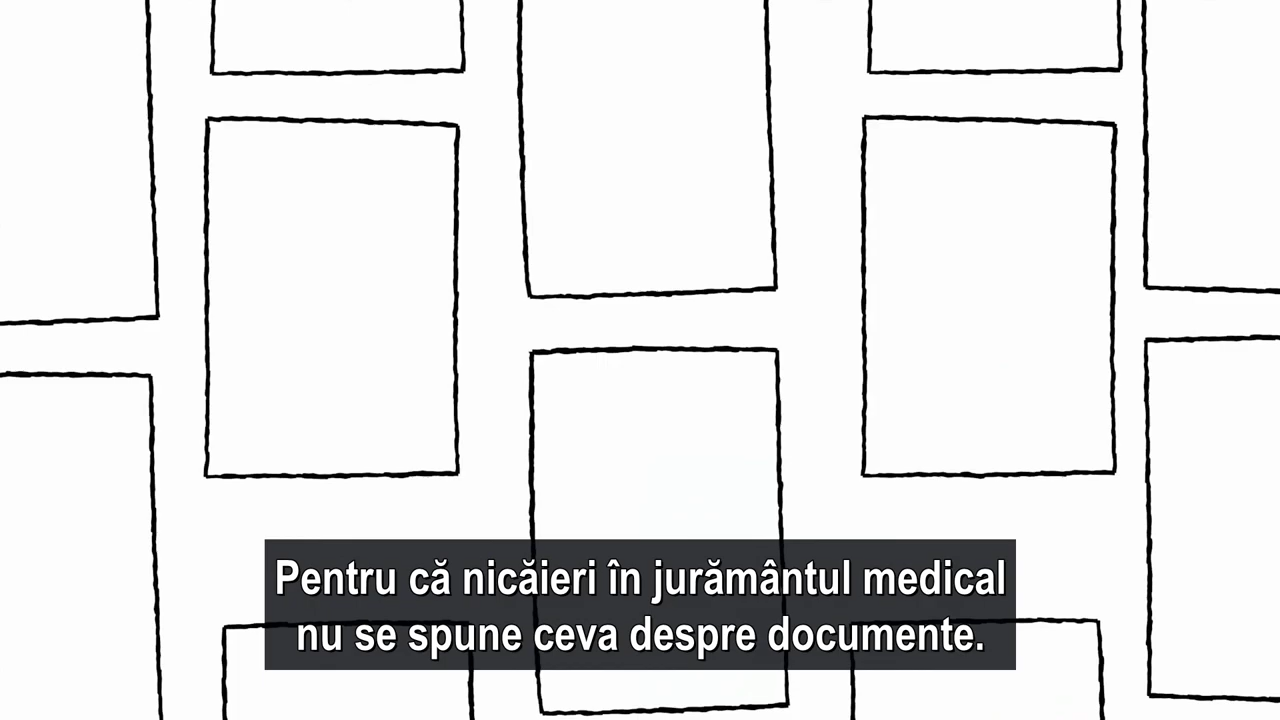 Pentru că nicăieri în jurământul medical
nu se spune ceva despre documente.